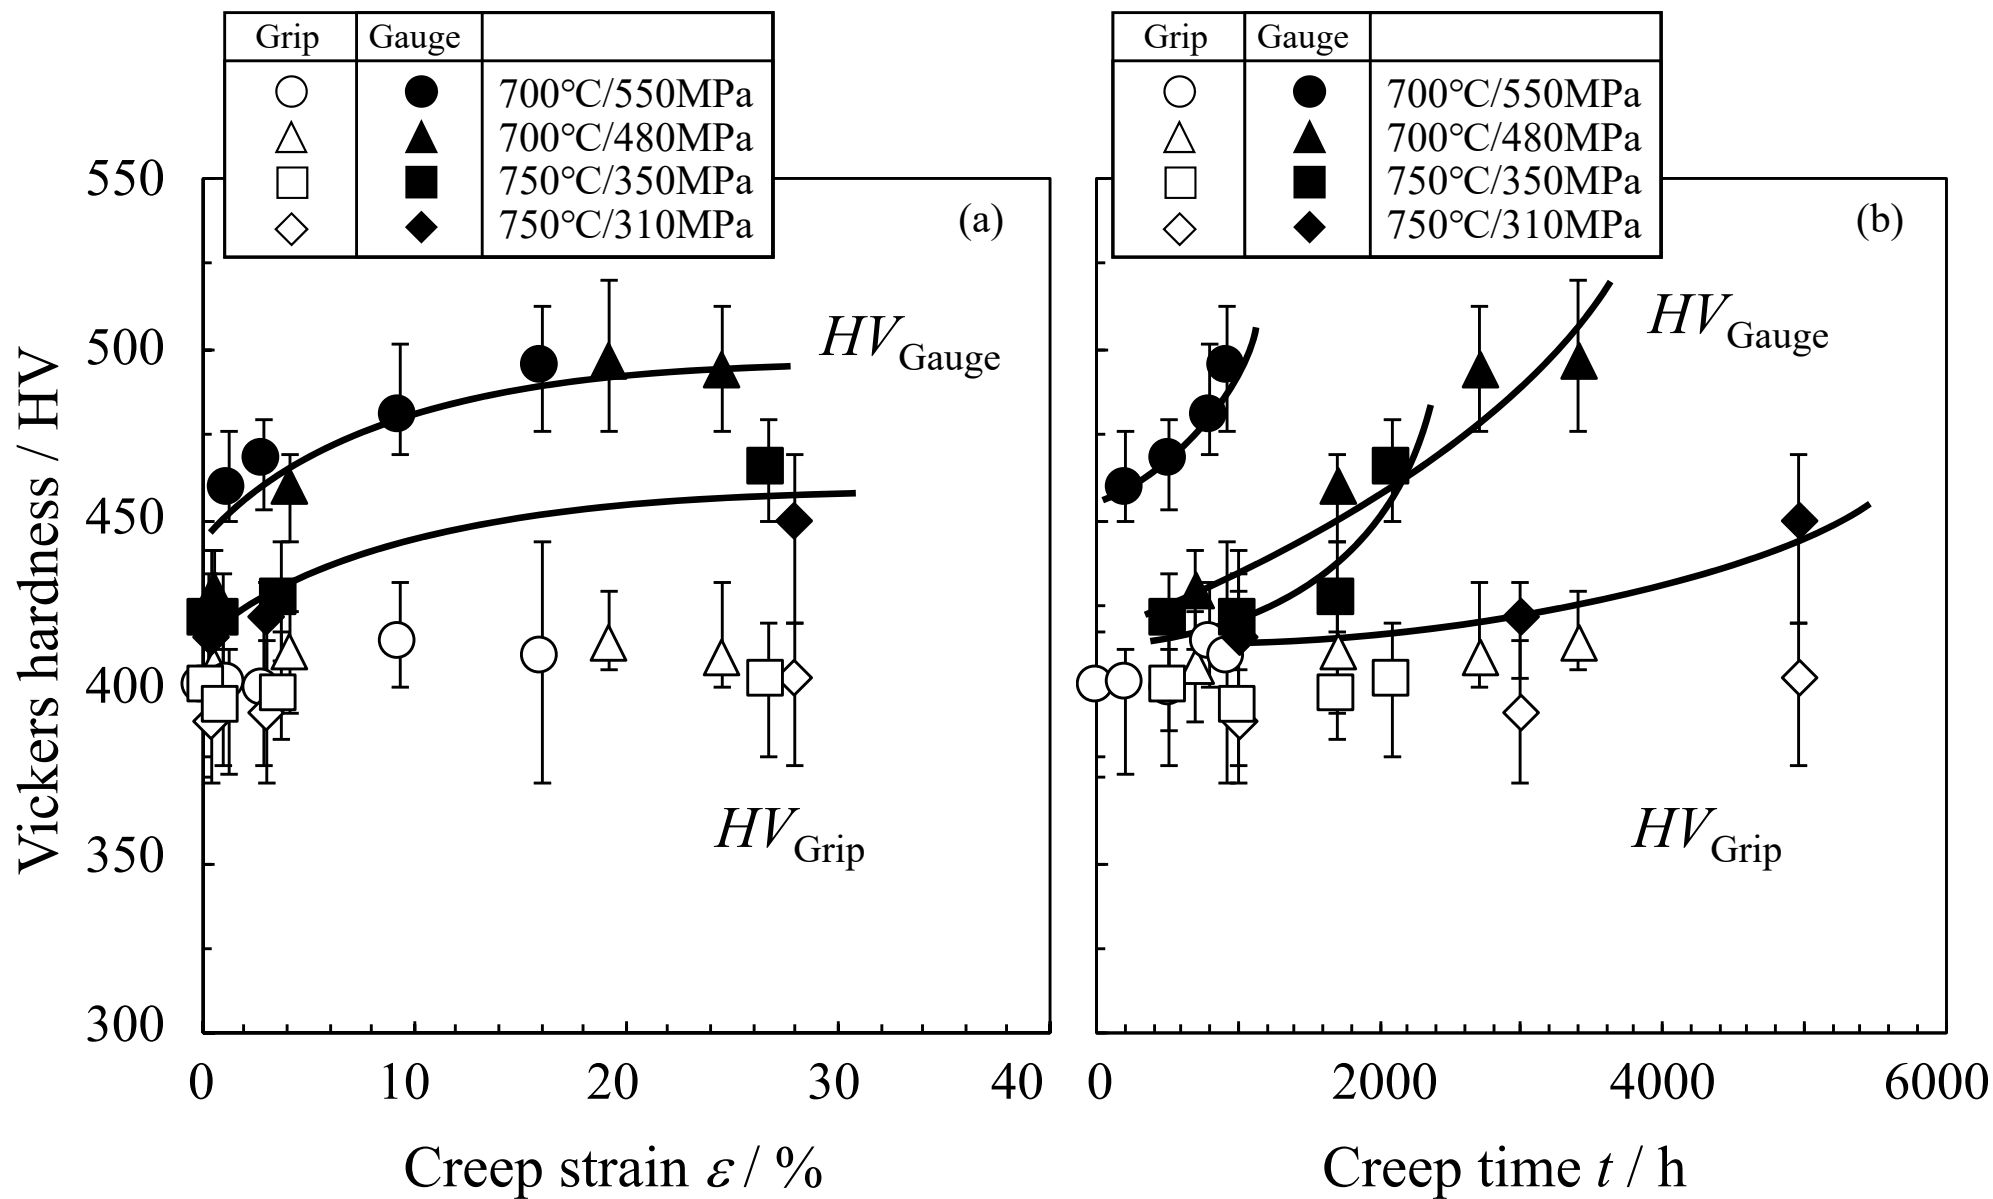 Grip Gauge
700℃/550MPa
700℃/480MPa
750℃/350MPa
750℃/310MPa
(a)
HVGauge
HVGrip
Vickers hardness / HV
550
500
450
400
350
300
0 10 20 30 40
Creep strain ε / %
Grip Gauge
700℃/550MPa
700℃/480MPa
750℃/350MPa
750℃/310MPa
(b)
HVGauge
HVGrip
0 2000 4000 6000
Creep time t / h